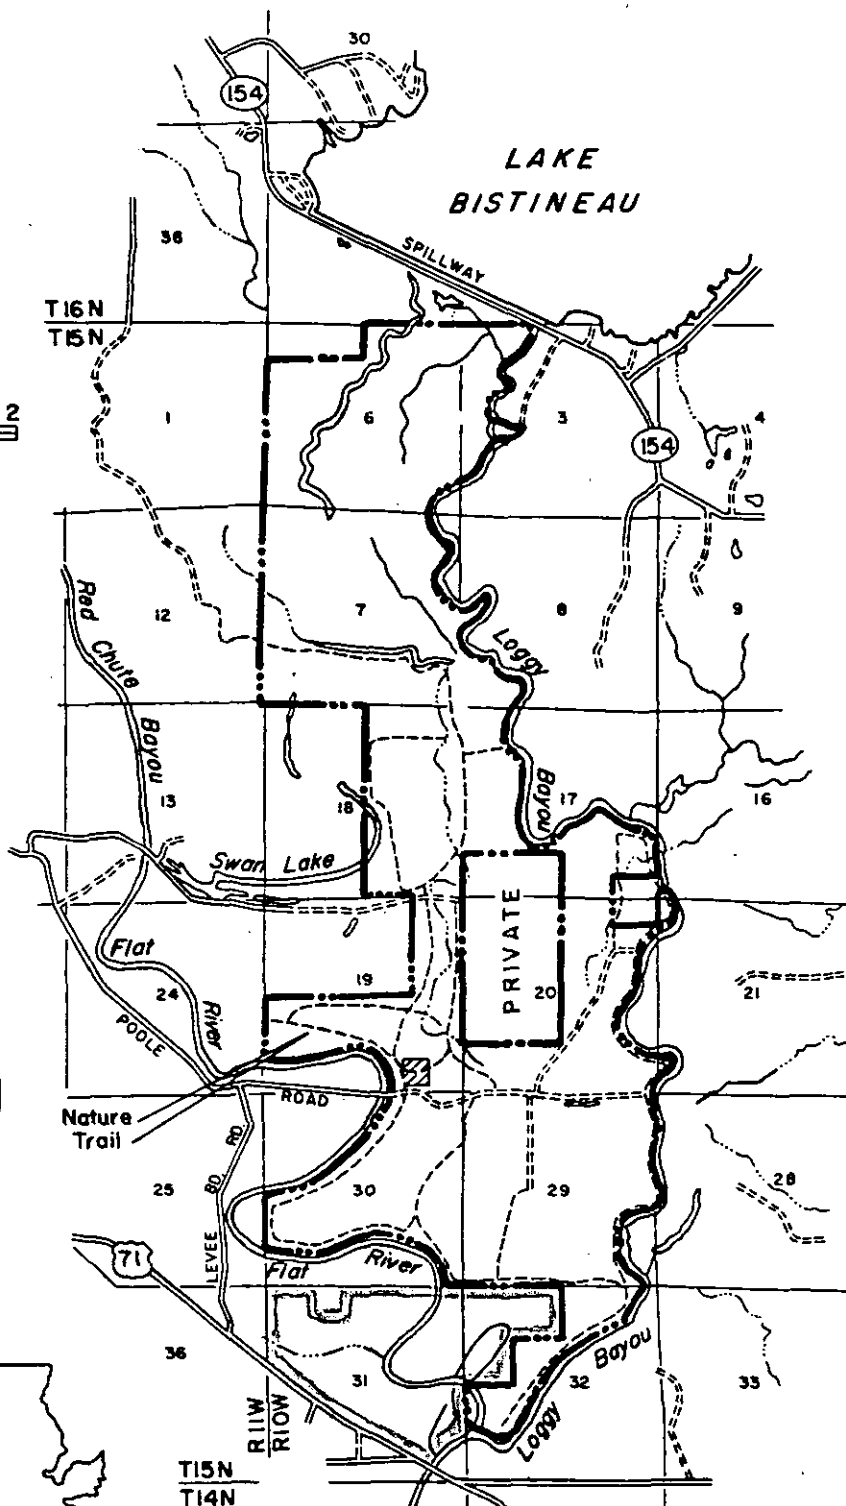 30
154
LAKE
BISTINEAU
36
SPILLWAY
T16N
T15N
2
1
6
3
4
154
Red Chute Bayou
12
7
8
9
Loggy Bayou
13
18
17
16
Swan Lake
PRIVATE
Flat River
24
19
20
21
POOLE
ROAD
Nature
Trail
LEVEE BD RD
25
30
29
28
71
Flat River
36
31
32
33
Loggy Bayou
R11W
R10W
T15N
T14N